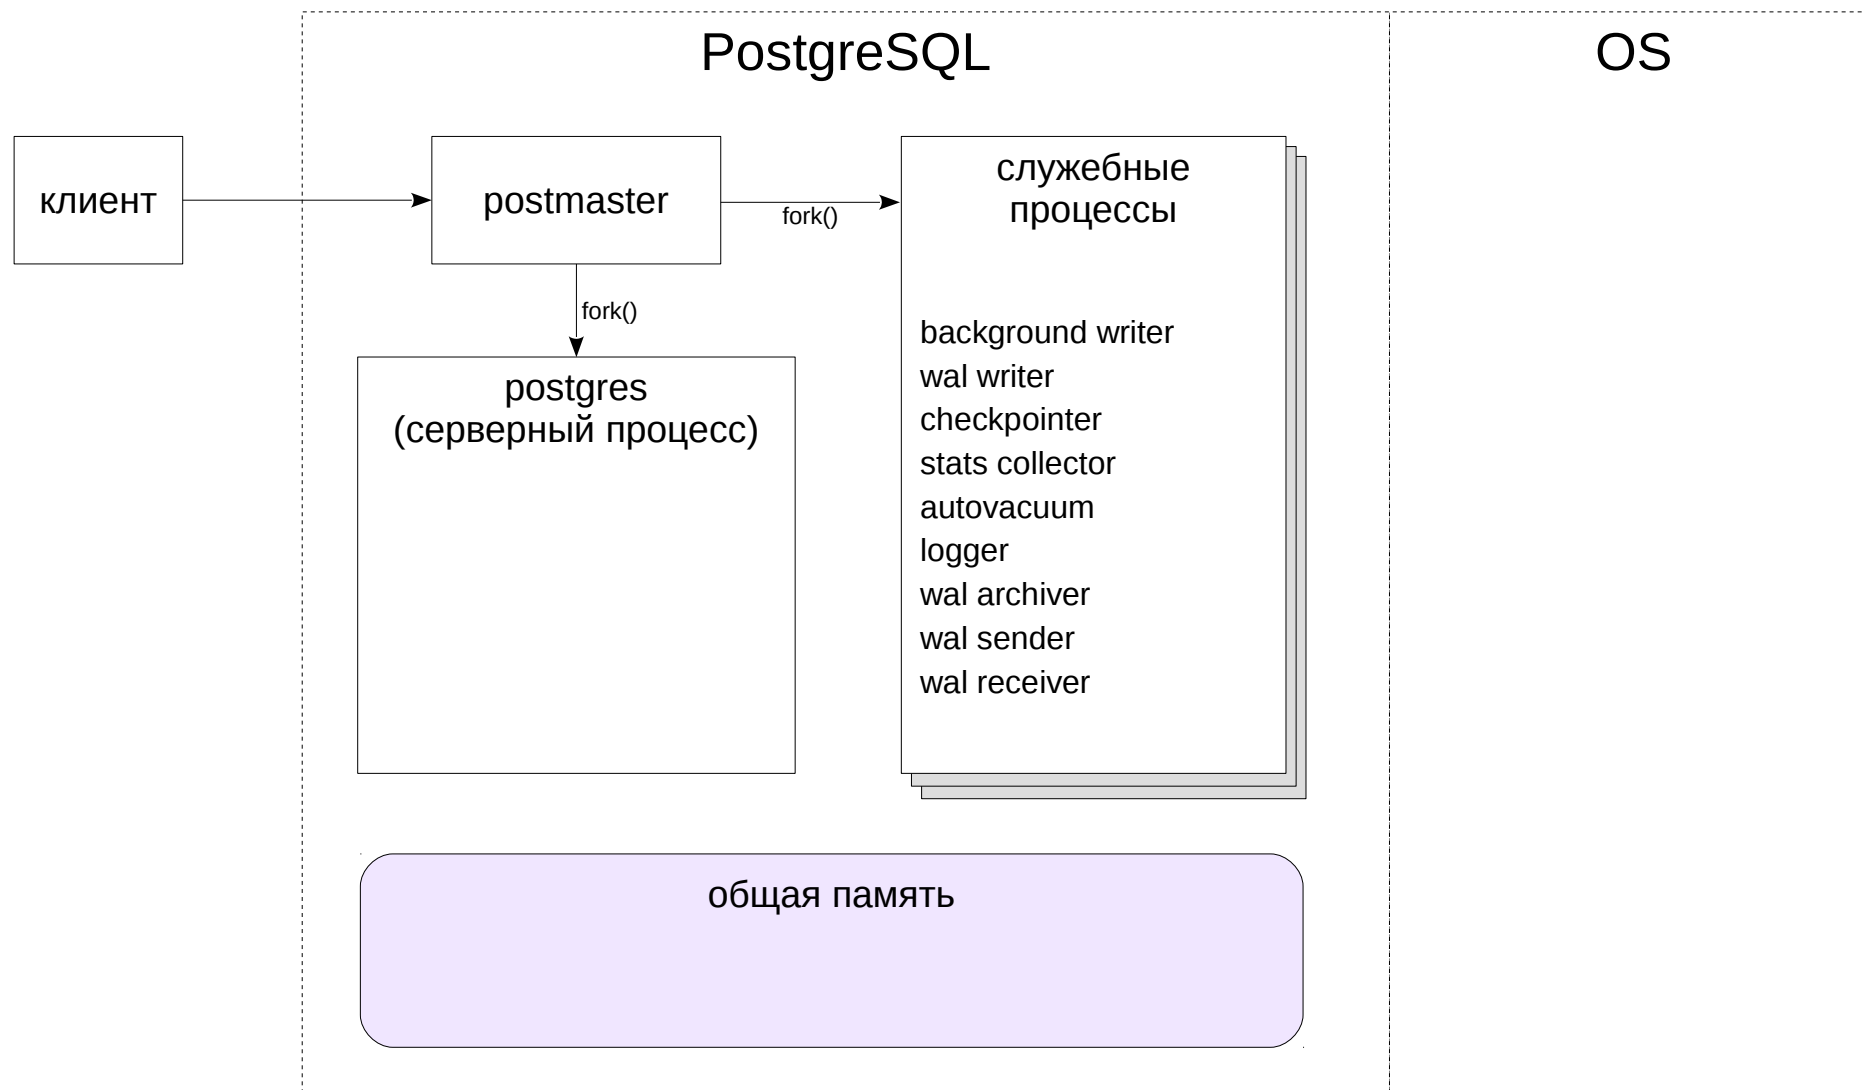 PostgreSQL
OS
клиент
postmaster
fork()
служебные
процессы
fork()
postgres
(серверный процесс)
background writer
wal writer
checkpointer
stats collector
autovacuum
logger
wal archiver
wal sender
wal receiver
общая память